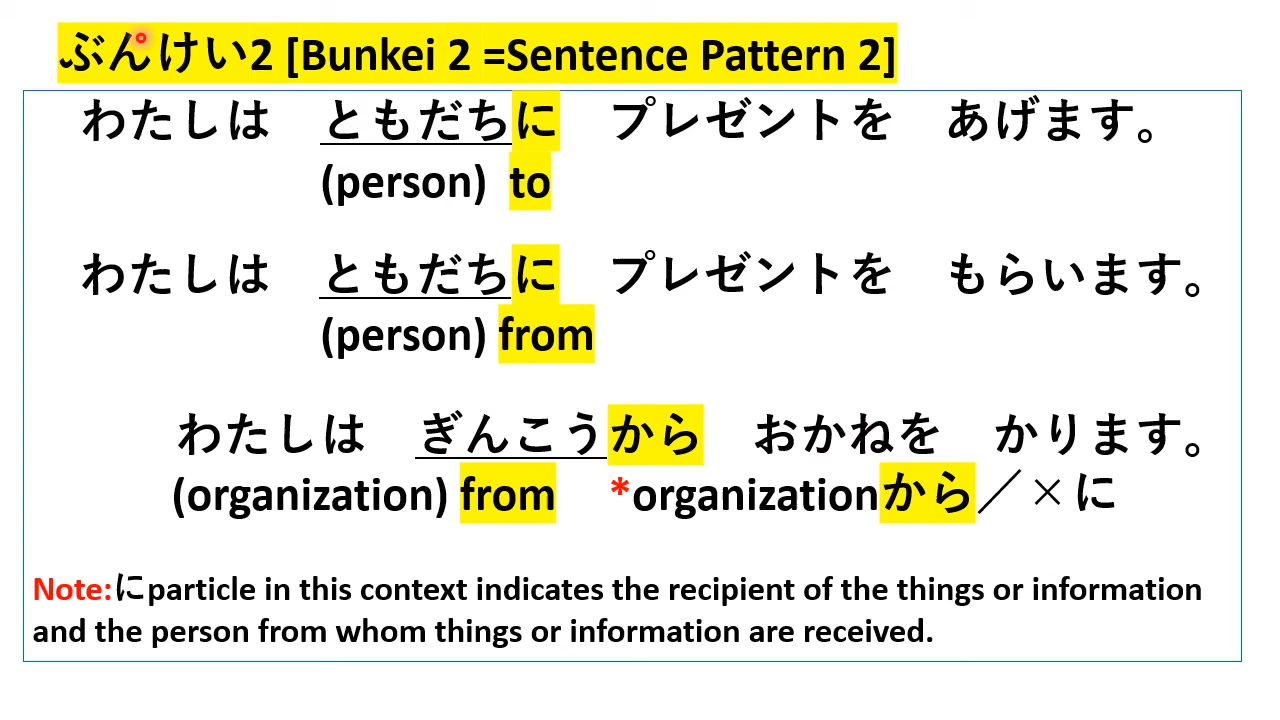 ぶんけい2 [Bunkei 2 =Sentence Pattern 2]
わたしは　ともだちに　プレゼントを　あげます。
(person) to
わたしは　ともだちに　プレゼントを　もらいます。
(person) from
わたしは　ぎんこうから　おかねを　かります。
(organization) from *organizationから／×に
Note:にparticle in this context indicates the recipient of the things or information
and the person from whom things or information are received.